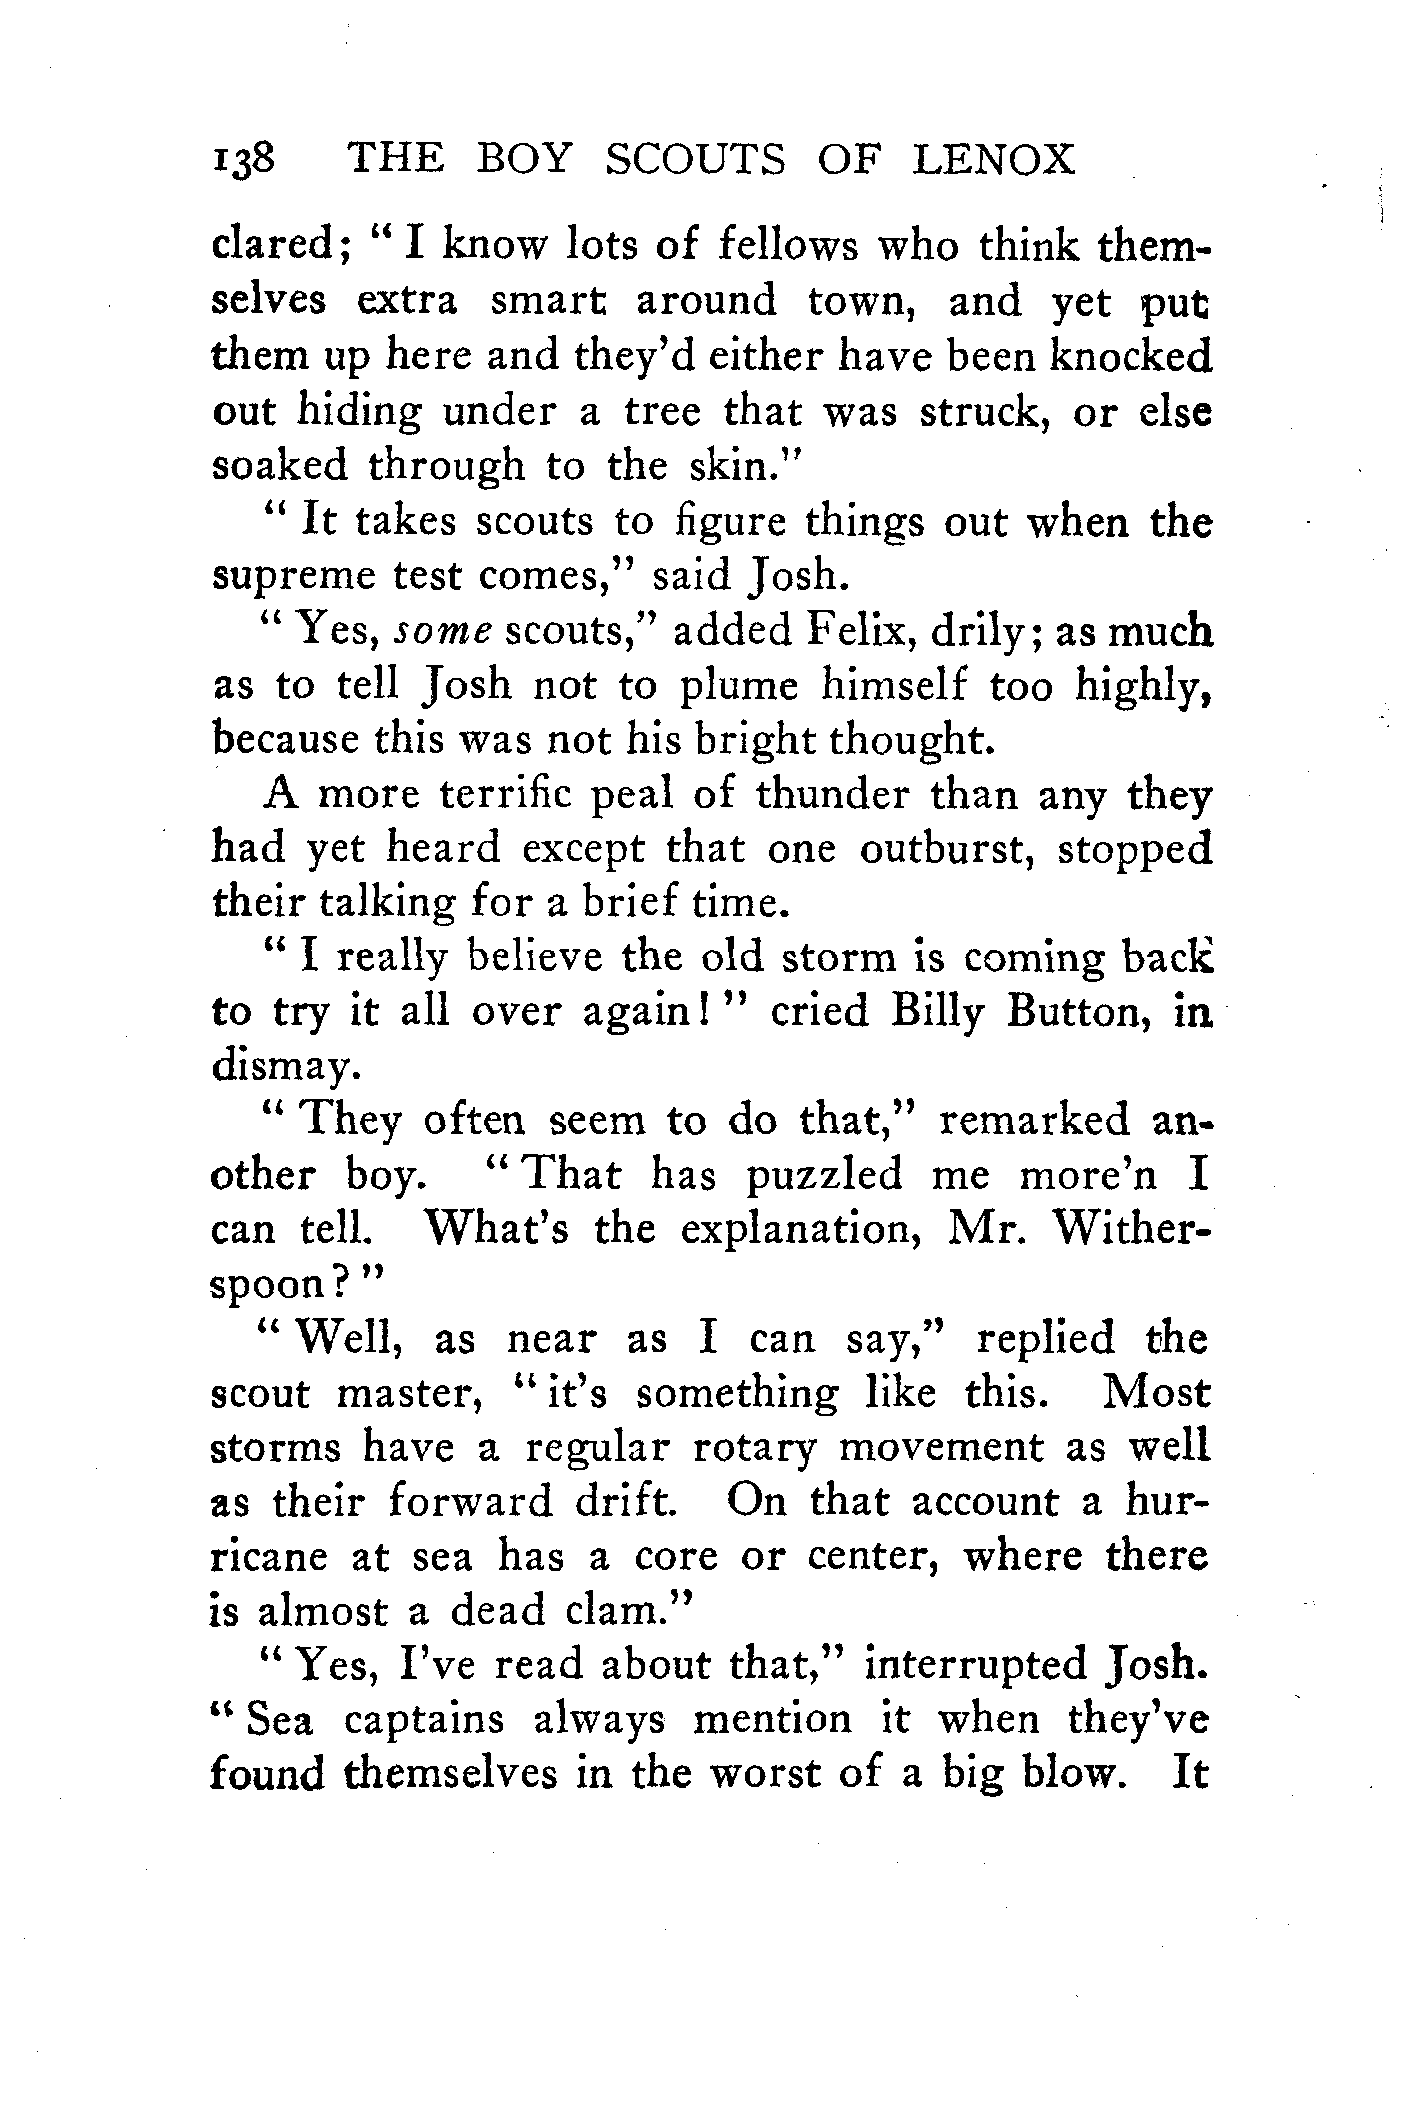 138 THE BOY SCOUTS OF LENOX
clared; “ I know lots of fellows who think them-
selves extra smart around town, and yet put
them up here and they’d either have been knocked
out hiding under a tree that was struck, or else
soaked through to the skin.”
“ It takes scouts to figure things out when the
supreme test comes,” said Josh.
“ Yes, some scouts,” added Felix, drily; as much
as to tell Josh not to plume himself too highly,
because this was not his bright thought.
A more terrific peal of thunder than any they
had yet heard except that one outburst, stopped
their talking for a brief time.
“ I really believe the old storm is coming back
to try it all over again! ” cried Billy Button, in
dismay.
“ They often seem to do that,” remarked an-
other boy. “ That has puzzled me more’n I
can tell. What’s the explanation, Mr. Wither-
spoon? ”
“ Well, as near as I can say,” replied the
scout master, “ it’s something like this. Most
storms have a regular rotary movement as well
as their forward drift. On that account a hur-
ricane at sea has a core or center, where there
is almost a dead clam.”
“ Yes, I’ve read about that,” interrupted Josh.
“ Sea captains always mention it when they’ve
found themselves in the worst of a big blow. It